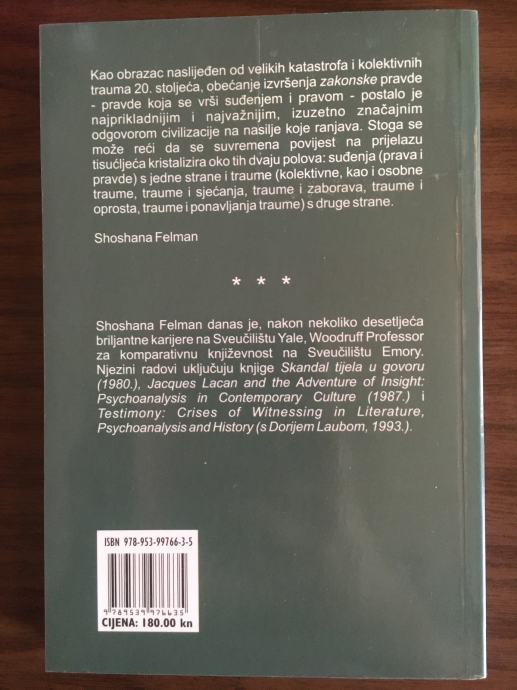 Kao obrazac naslijeđen od velikih katastrofa i kolektivnih
trauma 20. stoljeća, obećanje izvršenja zakonske pravde
- pravde koja se vrši suđenjem i pravom - postalo je
najprikladnijim i najvažnijim, izuzetno značajnim
odgovorom civilizacije na nasilje koje ranjava. Stoga se
može reći da se suvremena povijest na prijelazu
tisućljeća kristalizira oko tih dvaju polova: suđenja (prava i
pravde) s jedne strane i traume (kolektivne, kao i osobne
traume, traume i sjećanja, traume i zaborava, traume i
oprosta, traume i ponavljanja traume) s druge strane.
Shoshana Felman
* * *
Shoshana Felman danas je, nakon nekoliko desetljeća
briljantne karijere na Sveučilištu Yale, Woodruff Professor
za komparativnu književnost na Sveučilištu Emory.
Njezini radovi uključuju knjige Skandal tijela u govoru
(1980.), Jacques Lacan and the Adventure of Insight:
Psychoanalysis in Contemporary Culture (1987.) i
Testimony: Crises of Witnessing in Literature,
Psychoanalysis and History (s Dorijem Laubom, 1993.).
ISBN 978-953-99766-3-5
9 789539 976635
CIJENA: 180.00 kn